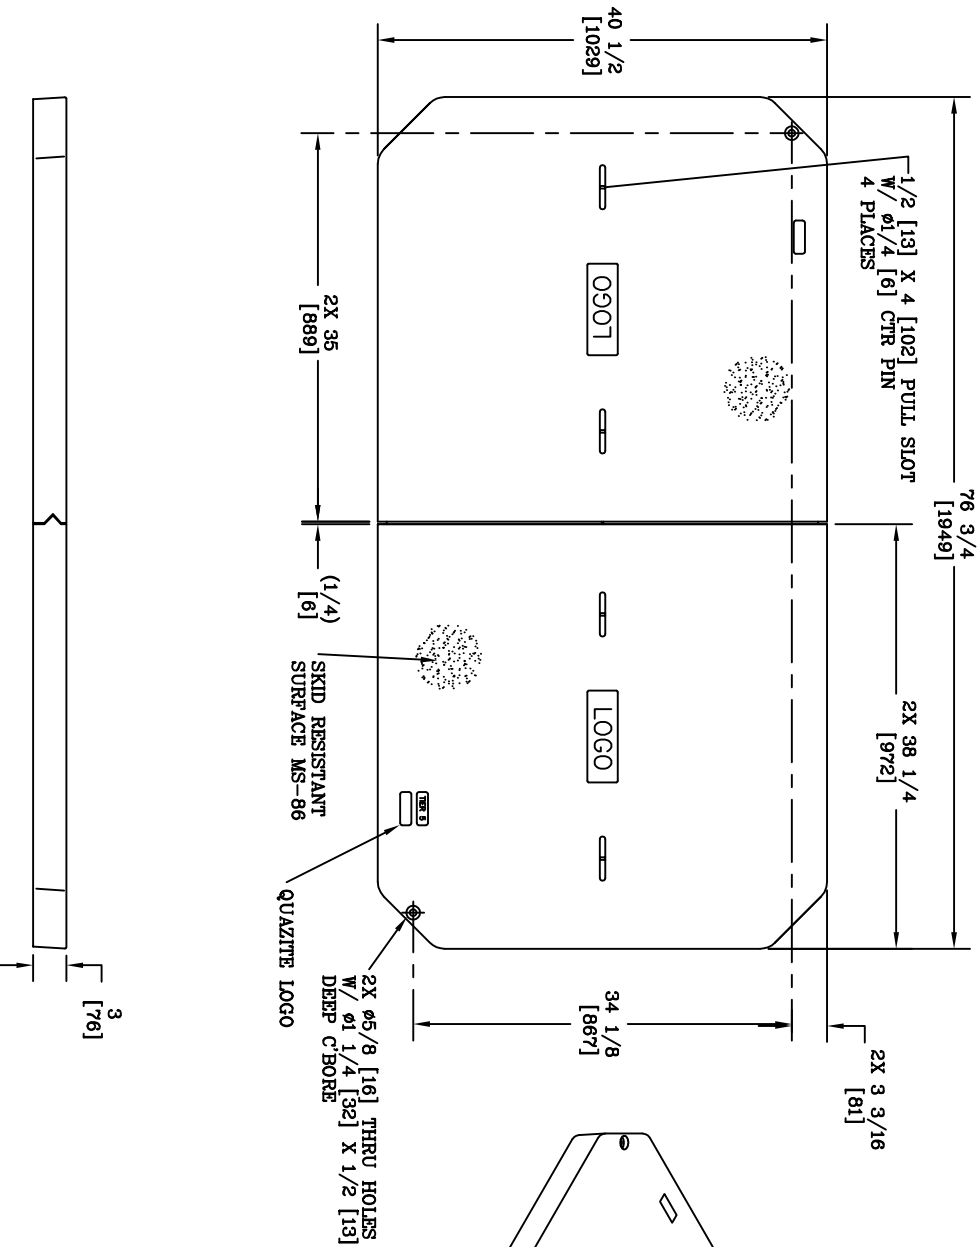 76 3/4
[1949]
2X 38 1/4
[972]
2X 3 3/16
[81]
1/2 [13] X 4 [102] PULL SLOT
W/ ø1/4 [6] CTR PIN
4 PLACES
40 1/2
[1029]
LOGO
LOGO
34 1/8
[867]
TIER 5
2X 35
[889]
(1/4)
[6]
SKID RESISTANT
SURFACE MS-86
QUAZITE LOGO
2X ø5/8 [16] THRU HOLES
W/ ø1 1/4 [32] X 1/2 [13]
DEEP C'BORE
3
[76]